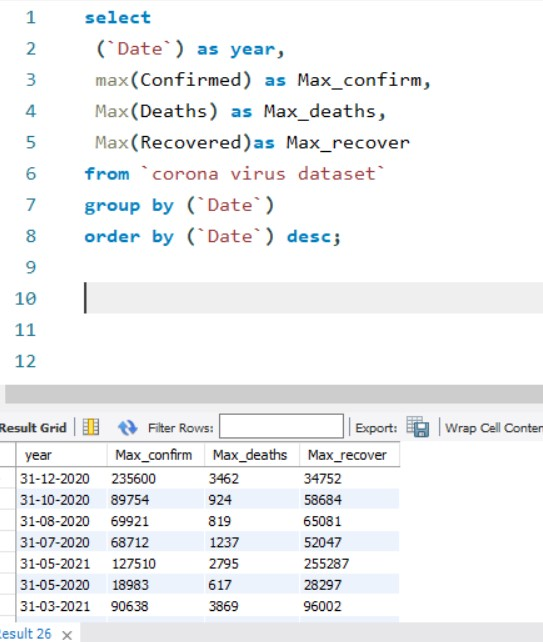 1 select
2 (`Date`) as year,
3 max(Confirmed) as Max_confirm,
4 Max(Deaths) as Max_deaths,
5 Max(Recovered)as Max_recover
6 from `corona virus dataset`
7 group by (`Date`)
8 order by (`Date`) desc;
9
10
11
12
Result Grid Filter Rows: Export: Wrap Cell Conten
year Max_confirm Max_deaths Max_recover
31-12-2020 235600 3462 34752
31-10-2020 89754 924 58684
31-08-2020 69921 819 65081
31-07-2020 68712 1237 52047
31-05-2021 127510 2795 255287
31-05-2020 18983 617 28297
31-03-2021 90638 3869 96002
esult 26 ×